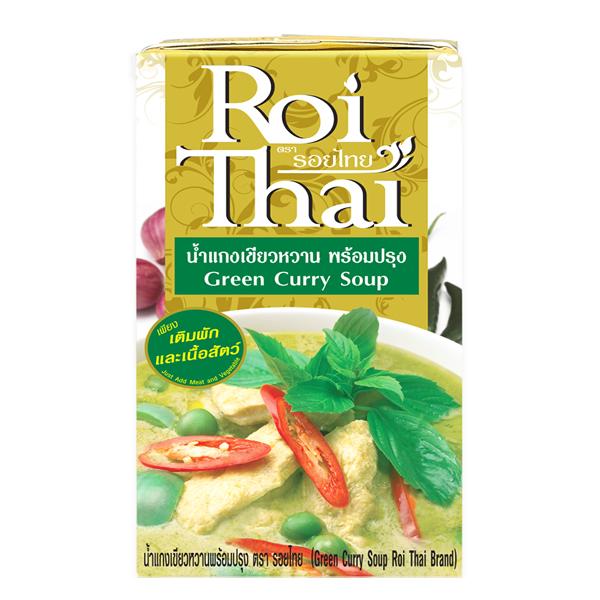 Roi
ตรา รอยไทย
Thai
น้ำแกงเขียวหวาน พร้อมปรุง
Green Curry Soup
เพียง
เติมผัก
และเนื้อสัตว์
Just Add Meat and Vegetable
น้ำแกงเขียวหวานพร้อมปรุง ตรา รอยไทย (Green Curry Soup Roi Thai Brand)